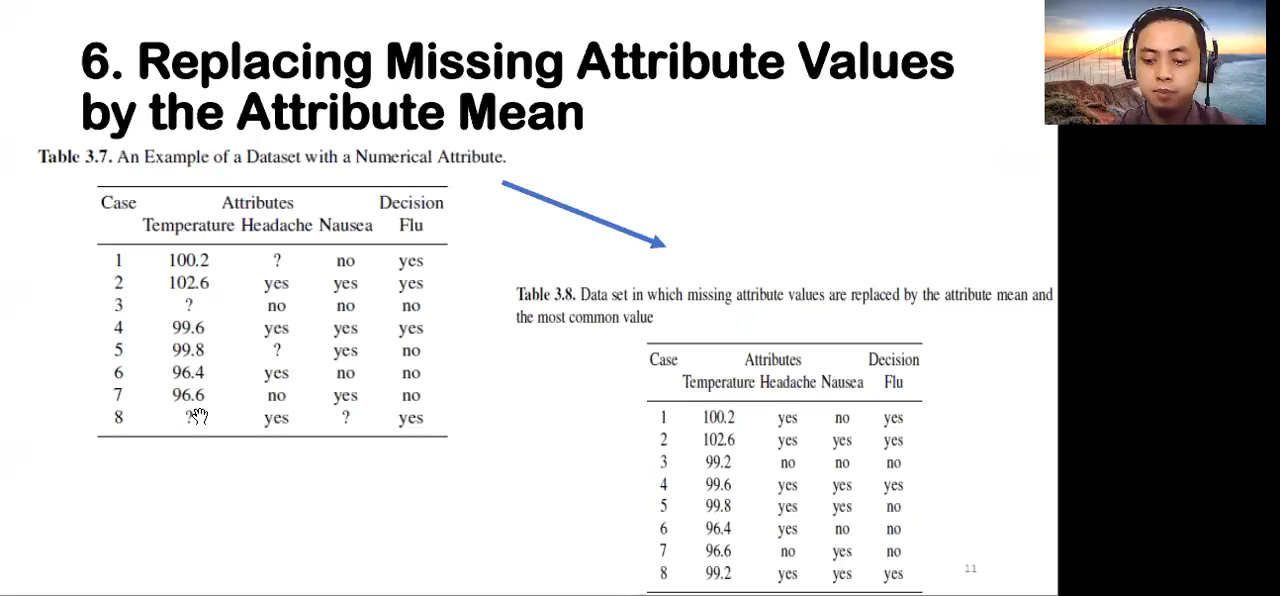 6. Replacing Missing Attribute Values
by the Attribute Mean
Table 3.7. An Example of a Dataset with a Numerical Attribute.
Case Attributes Decision
Temperature Headache Nausea Flu
1 100.2 ? no yes
2 102.6 yes yes yes
3 ? no no no
4 99.6 yes yes yes
5 99.8 ? yes no
6 96.4 yes no no
7 96.6 no yes no
8 ? yes ? yes
Table 3.8. Data set in which missing attribute values are replaced by the attribute mean and
the most common value
Case Attributes Decision
Temperature Headache Nausea Flu
1 100.2 yes no yes
2 102.6 yes yes yes
3 99.2 no no no
4 99.6 yes yes yes
5 99.8 yes yes no
6 96.4 yes no no
7 96.6 no yes no
8 99.2 yes yes yes
11